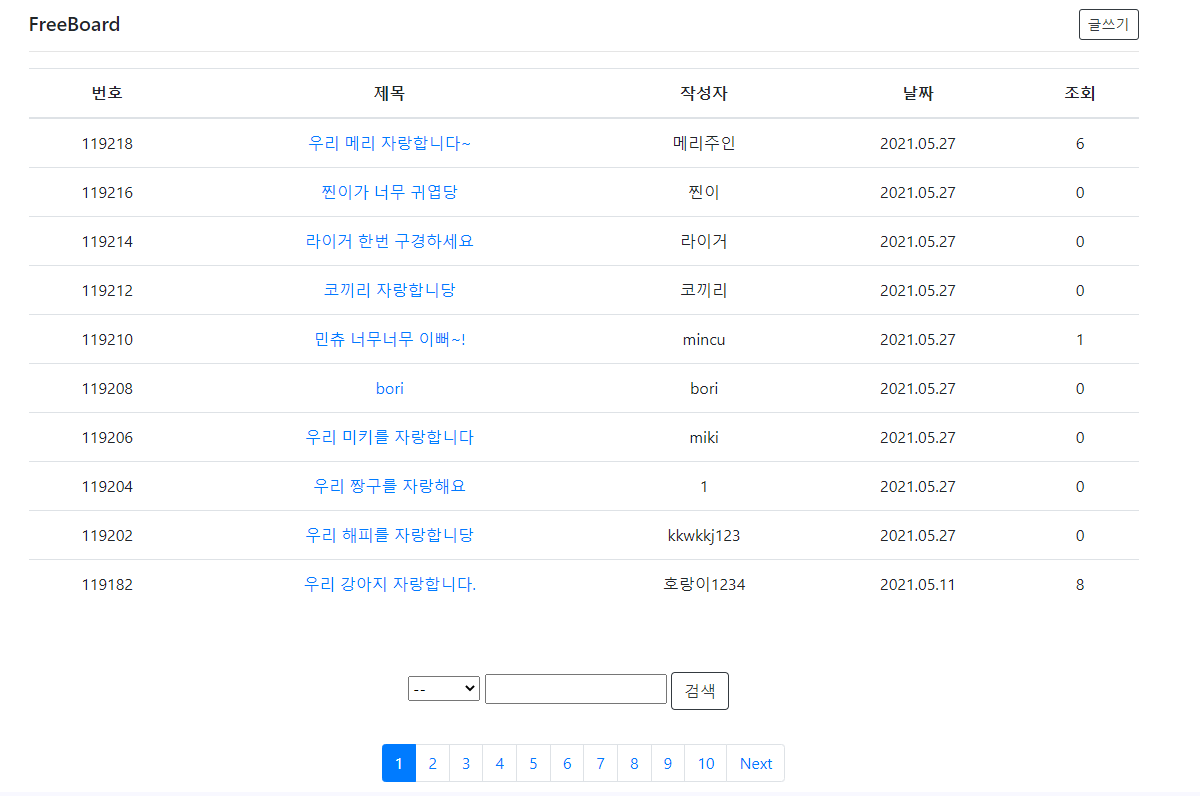 FreeBoard 글쓰기
번호 제목 작성자 날짜 조회
119218 우리 메리 자랑합니다~ 메리주인 2021.05.27 6
119216 찐이가 너무 귀엽당 찐이 2021.05.27 0
119214 라이거 한번 구경하세요 라이거 2021.05.27 0
119212 코끼리 자랑합니당 코끼리 2021.05.27 0
119210 민츄 너무너무 이뻐~! mincu 2021.05.27 1
119208 bori bori 2021.05.27 0
119206 우리 미키를 자랑합니다 miki 2021.05.27 0
119204 우리 짱구를 자랑해요 1 2021.05.27 0
119202 우리 해피를 자랑합니당 kkwkkj123 2021.05.27 0
119182 우리 강아지 자랑합니다. 호랑이1234 2021.05.11 8
-- 검색
1 2 3 4 5 6 7 8 9 10 Next